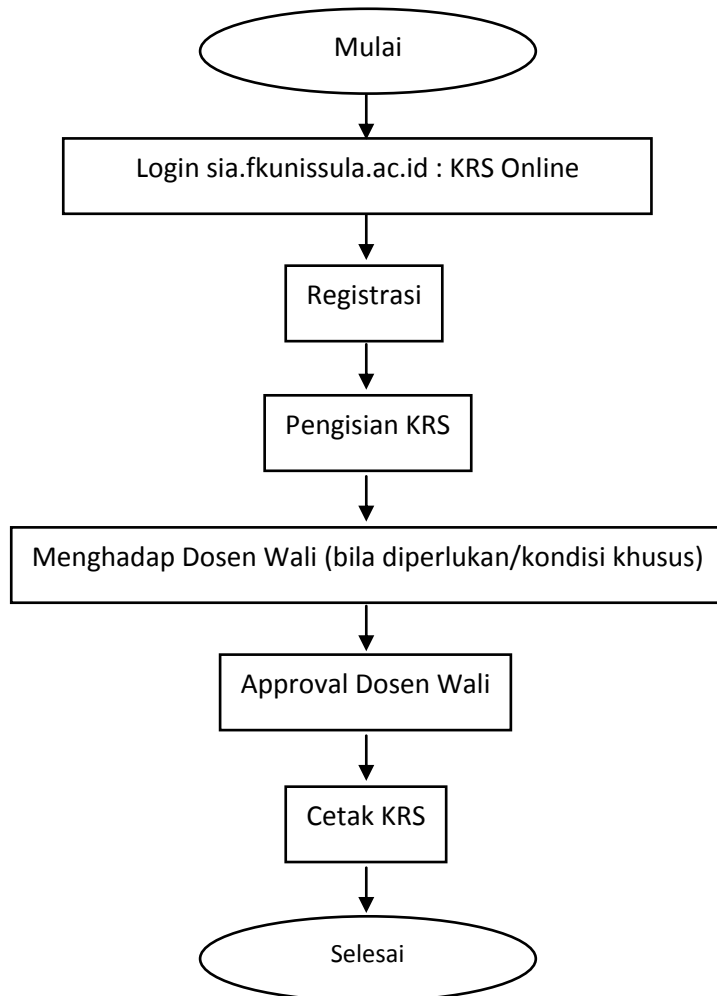 Mulai
Login sia.fkunissula.ac.id : KRS Online
Registrasi
Pengisian KRS
Menghadap Dosen Wali (bila diperlukan/kondisi khusus)
Approval Dosen Wali
Cetak KRS
Selesai